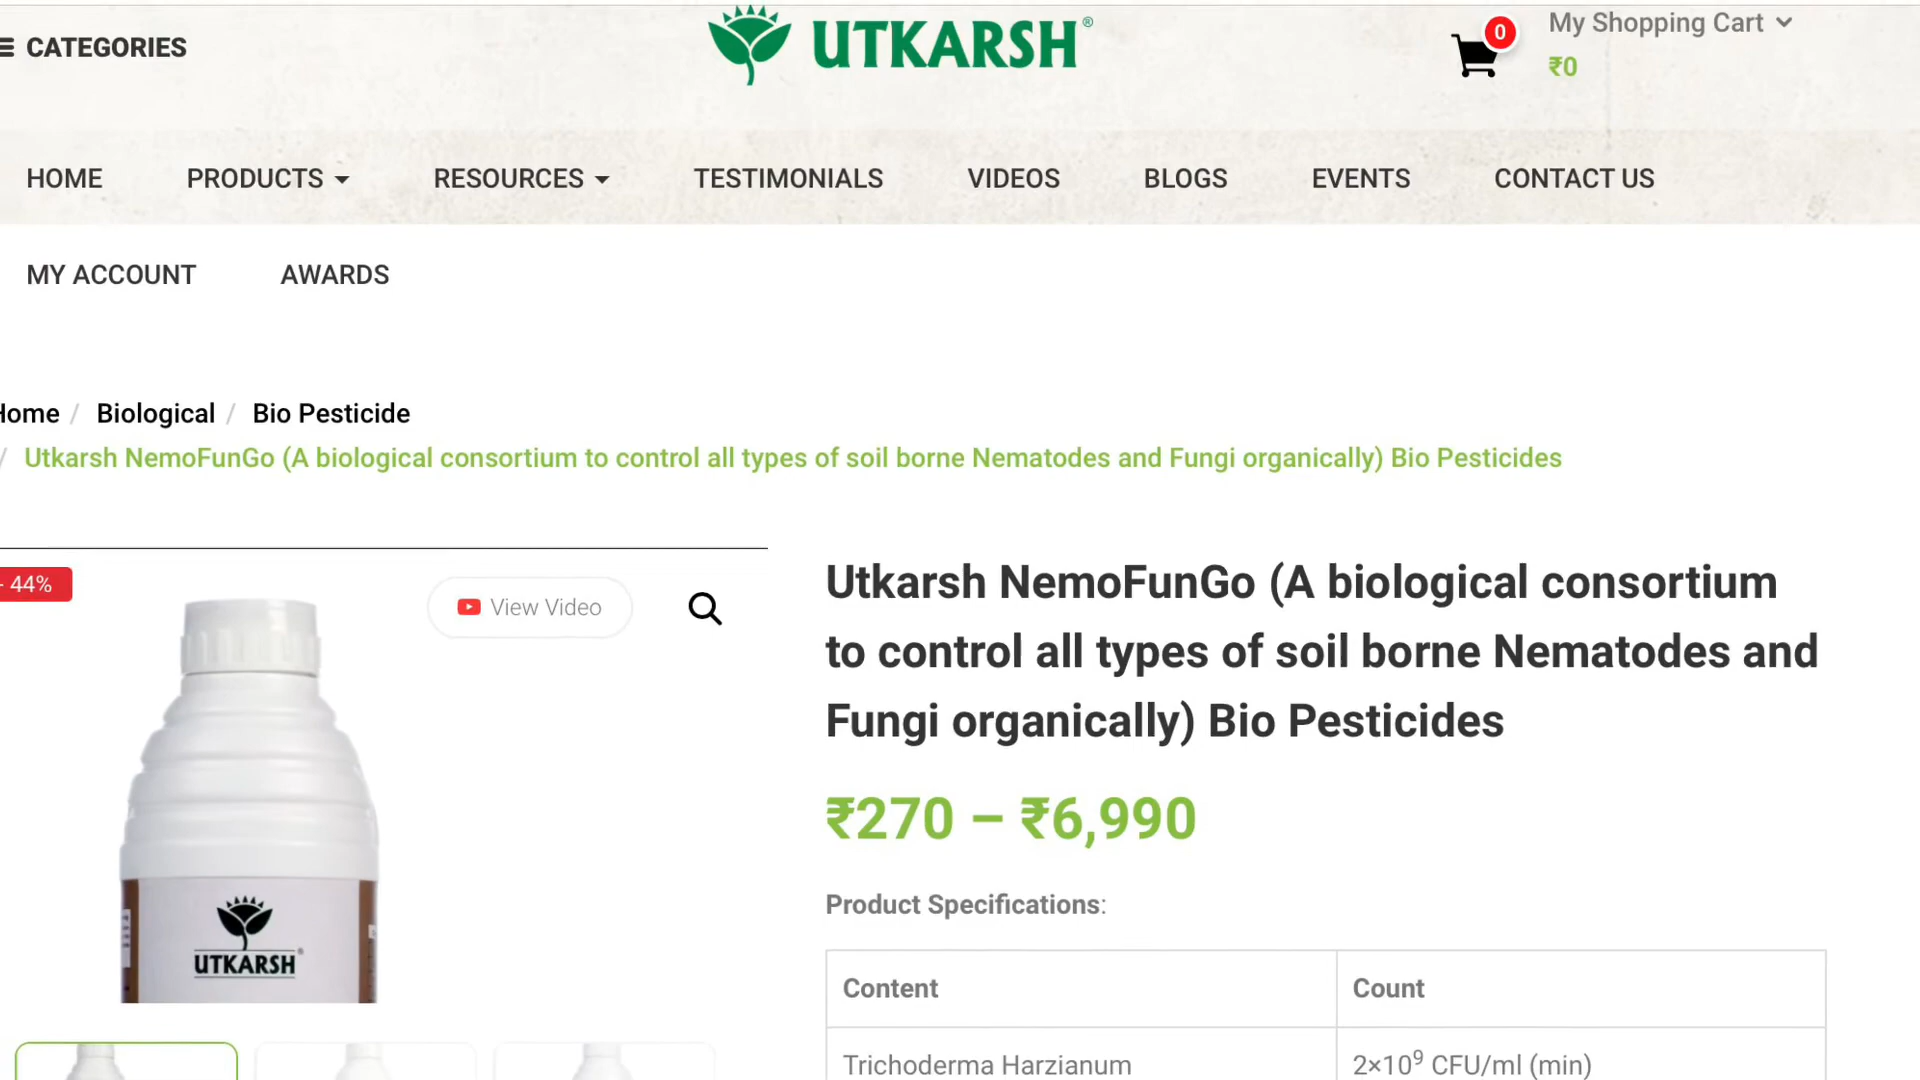 CATEGORIES
UTKARSH®
0
My Shopping Cart
₹0
HOME
PRODUCTS
RESOURCES
TESTIMONIALS
VIDEOS
BLOGS
EVENTS
CONTACT US
MY ACCOUNT
AWARDS
Home / Biological / Bio Pesticide
/ Utkarsh NemoFunGo (A biological consortium to control all types of soil borne Nematodes and Fungi organically) Bio Pesticides
- 44%
View Video
UTKARSH®
Utkarsh NemoFunGo (A biological consortium
to control all types of soil borne Nematodes and
Fungi organically) Bio Pesticides
₹270 – ₹6,990
Product Specifications:
Content Count
Trichoderma Harzianum 2×10⁹ CFU/ml (min)